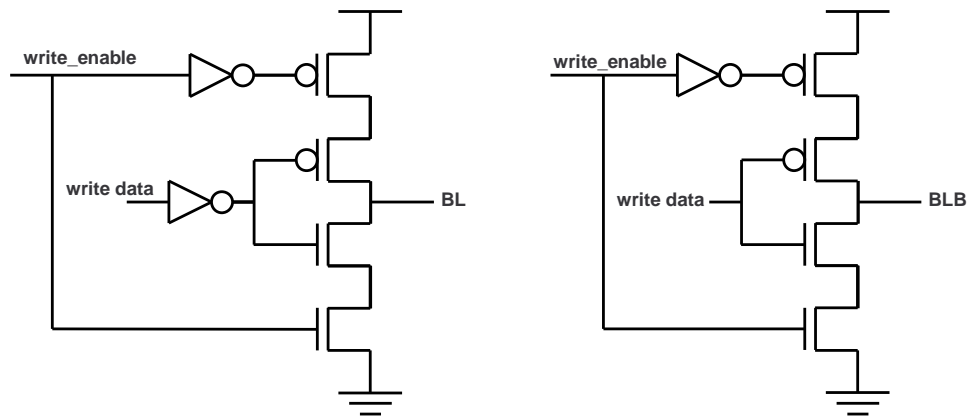 write_enable
write data
BL
write_enable
write data
BLB